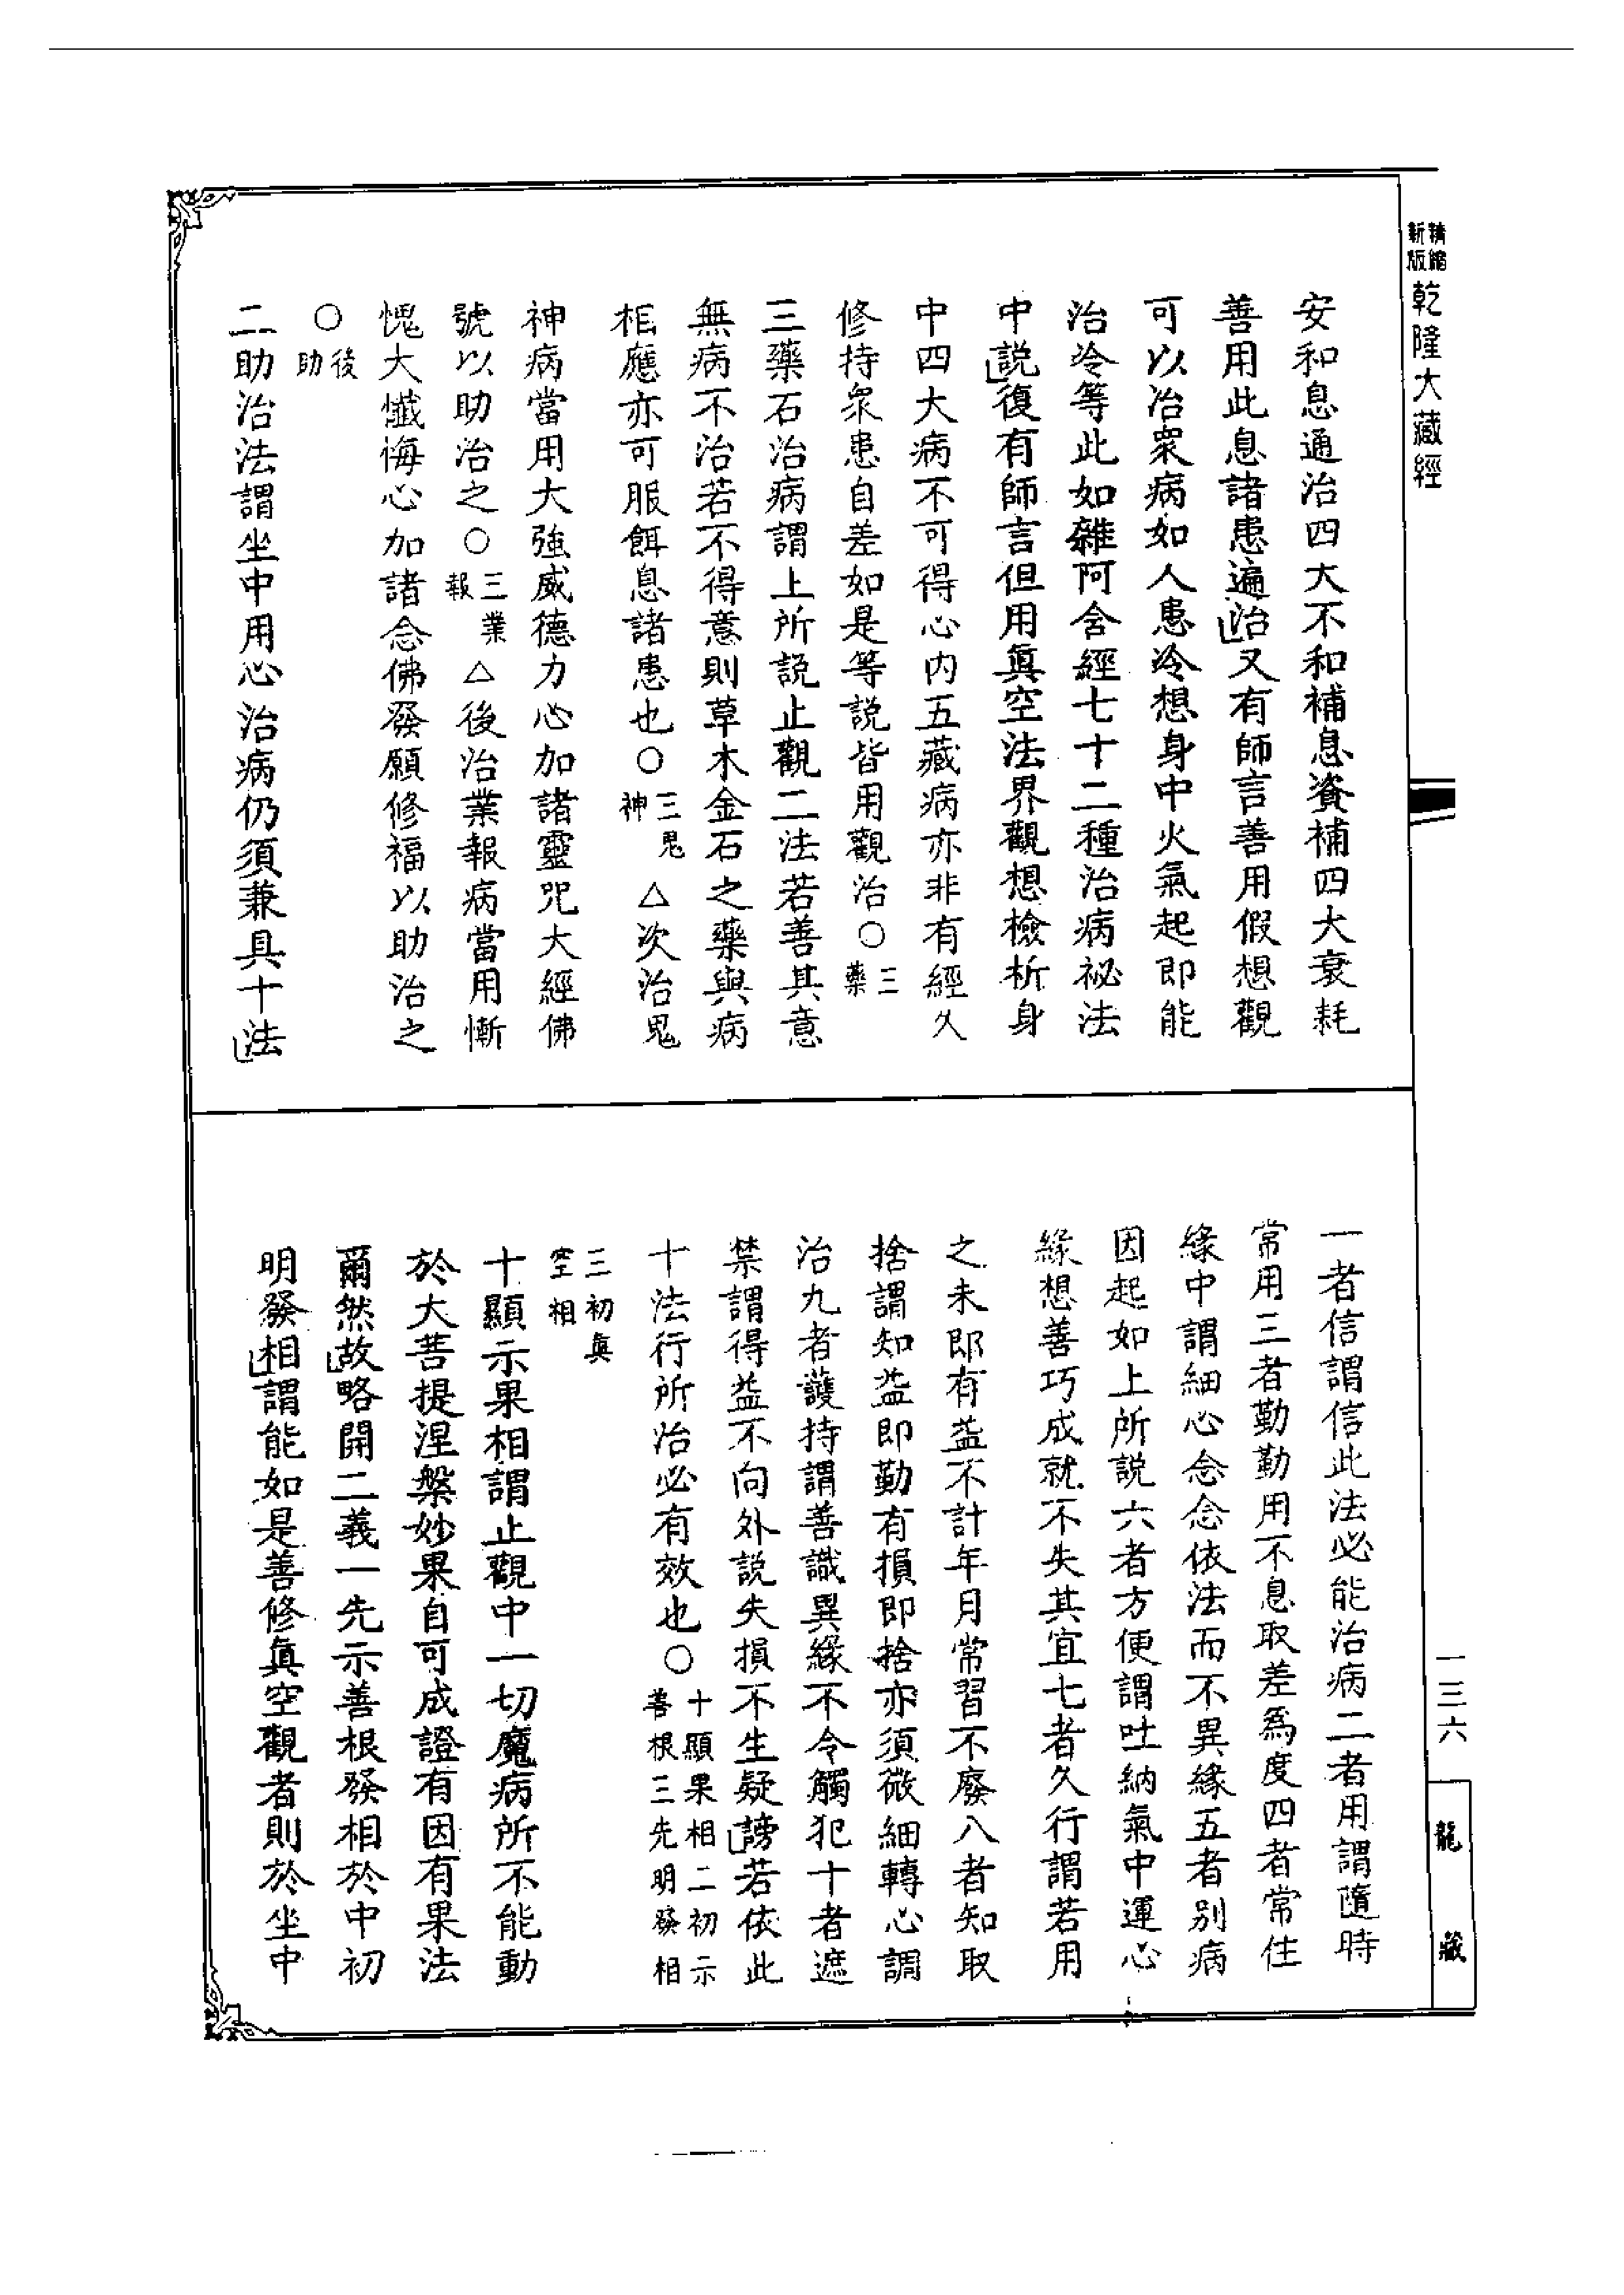 精縮新版乾隆大藏經
安和息通治四大不和補息資補四大衰耗
善用此息諸患遍治又有師言善用假想觀
可以治衆病如人患冷想身中火氣起即能
治冷等此如雜阿含經七十二種治病祕法
中說復有師言但用眞空法界觀想檢析身
中四大病不可得心內五藏病亦非有經久
修持衆患自差如是等說皆用觀治○三藥
三藥石治病謂上所說止觀二法若善其意
無病不治若不得意則草木金石之藥與病
相應亦可服餌息諸患也○三鬼神△次治鬼
神病當用大強威德力心加諸靈咒大經佛
號以助治之○三業報△後治業報病當用慚
愧大懺悔心加諸念佛發願修福以助治之
○後助
二助治法謂坐中用心治病仍須兼具十法
一者信謂信此法必能治病二者用謂隨時
常用三者勤勤用不息取差爲度四者常住
緣中謂細心念念依法而不異緣五者別病
因起如上所說六者方便謂吐納氣中運心
緣想善巧成就不失其宜七者久行謂若用
之未即有益不計年月常習不廢八者知取
捨謂知益即勤有損即捨亦須微細轉心調
治九者護持謂善識異緣不令觸犯十者遮
禁謂得益不向外說失損不生疑謗若依此
十法行所治必有效也○十顯果相二初示善根三先明發相
三初眞空相
十顯示果相謂止觀中一切魔病所不能動
於大菩提涅槃妙果自可成證有因有果法
爾然故略開二義一先示善根發相於中初
明發相謂能如是善修眞空觀者則於坐中
一三六
龍藏